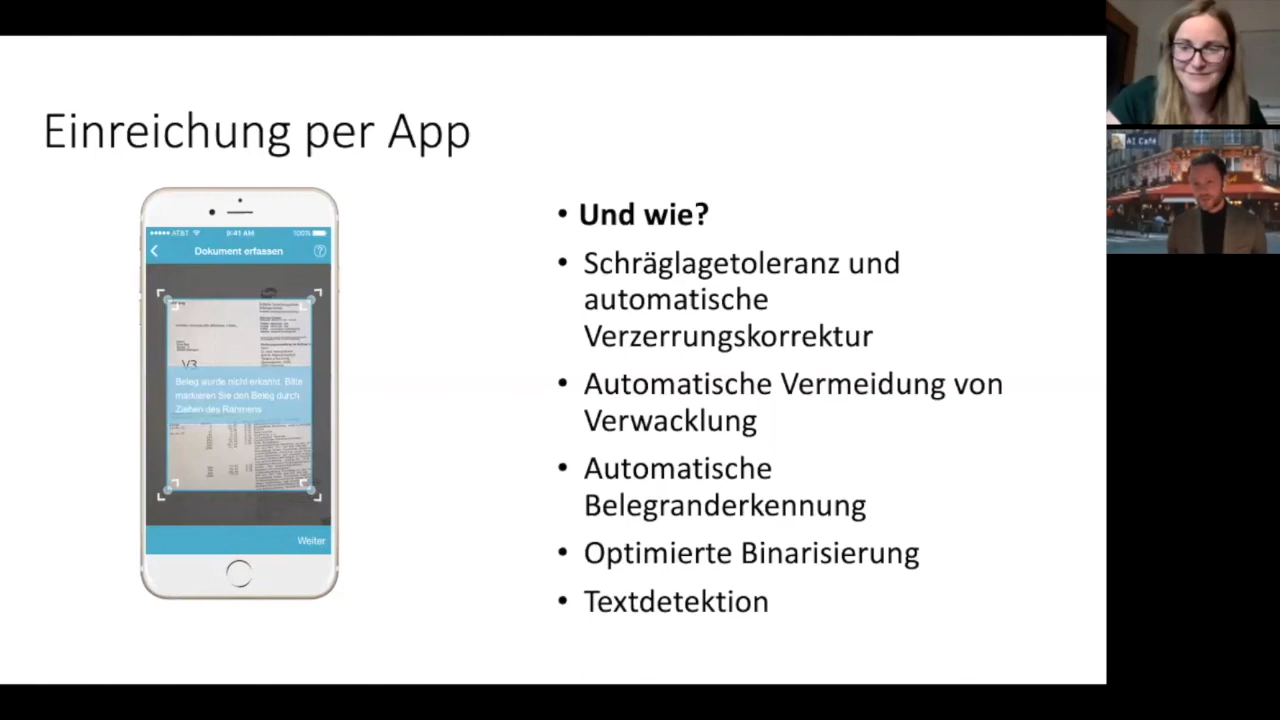 Einreichung per App
AT&T
9:41 AM
100%
Dokument erfassen
?
V3
Beleg wurde nicht erkannt. Bitte
markieren Sie den Beleg durch
Ziehen des Rahmens
Weiter
• Und wie?
• Schräglagetoleranz und
automatische
Verzerrungskorrektur
• Automatische Vermeidung von
Verwacklung
• Automatische
Belegranderkennung
• Optimierte Binarisierung
• Textdetektion
AI Café